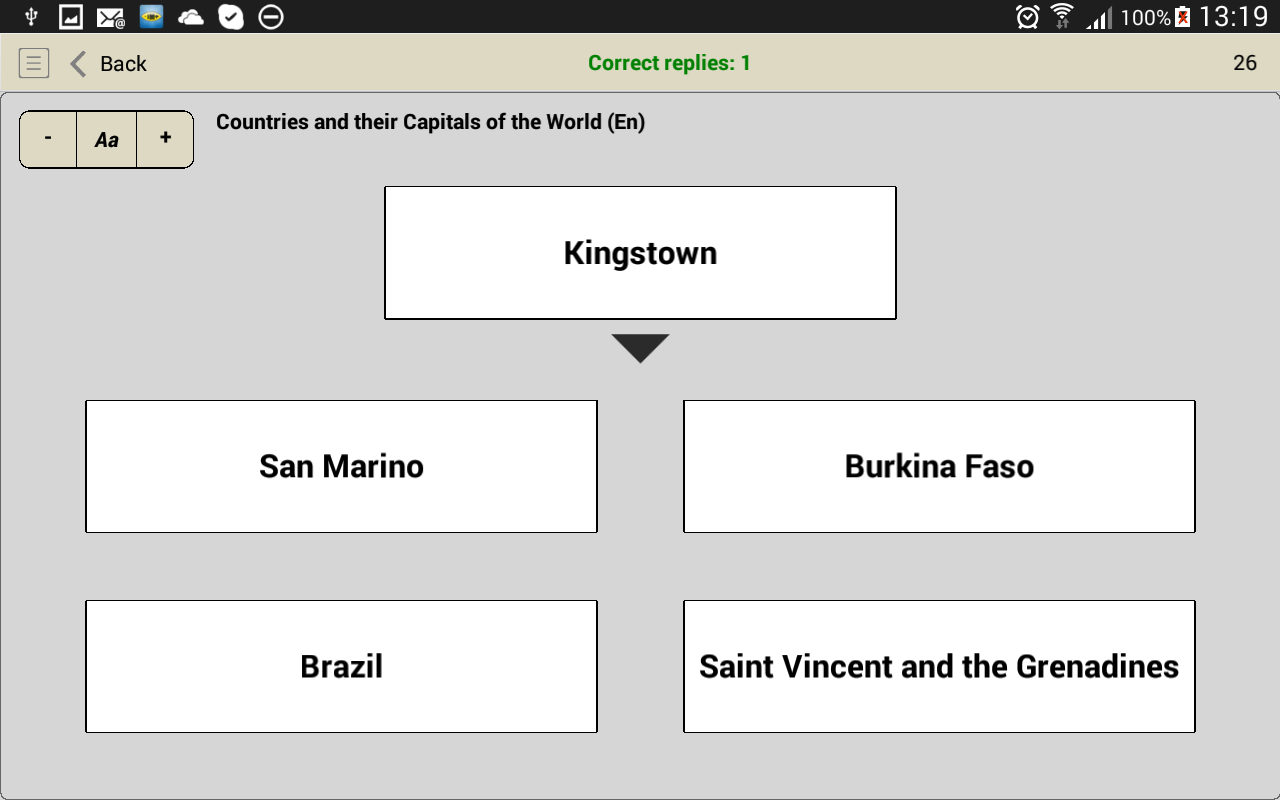 100% 13:19
Back Correct replies: 1 26
- Aa + Countries and their Capitals of the World (En)
Kingstown
San Marino Burkina Faso
Brazil Saint Vincent and the Grenadines